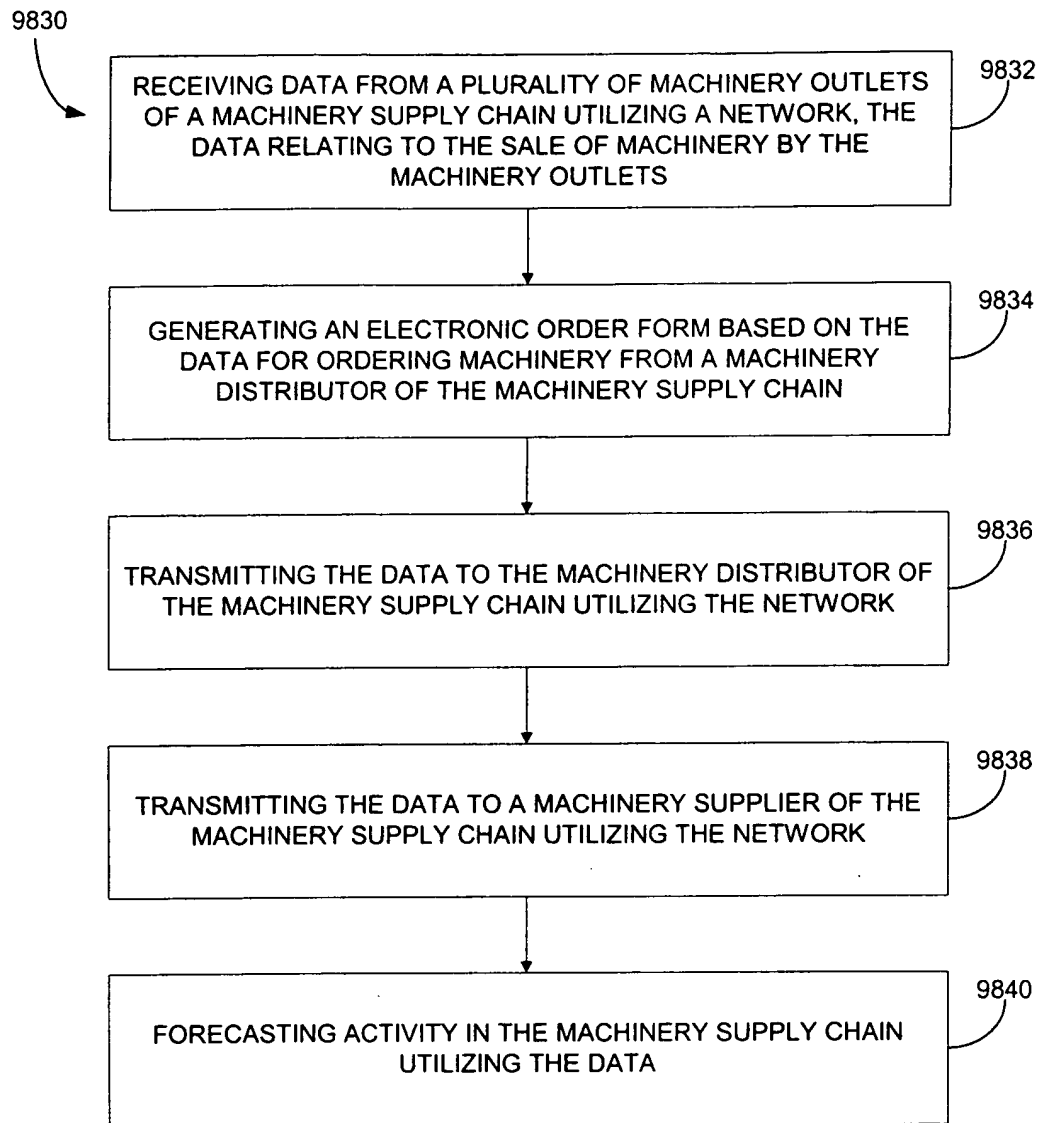 9830
9832
RECEIVING DATA FROM A PLURALITY OF MACHINERY OUTLETS
OF A MACHINERY SUPPLY CHAIN UTILIZING A NETWORK, THE
DATA RELATING TO THE SALE OF MACHINERY BY THE
MACHINERY OUTLETS
9834
GENERATING AN ELECTRONIC ORDER FORM BASED ON THE
DATA FOR ORDERING MACHINERY FROM A MACHINERY
DISTRIBUTOR OF THE MACHINERY SUPPLY CHAIN
9836
TRANSMITTING THE DATA TO THE MACHINERY DISTRIBUTOR OF
THE MACHINERY SUPPLY CHAIN UTILIZING THE NETWORK
9838
TRANSMITTING THE DATA TO A MACHINERY SUPPLIER OF THE
MACHINERY SUPPLY CHAIN UTILIZING THE NETWORK
9840
FORECASTING ACTIVITY IN THE MACHINERY SUPPLY CHAIN
UTILIZING THE DATA